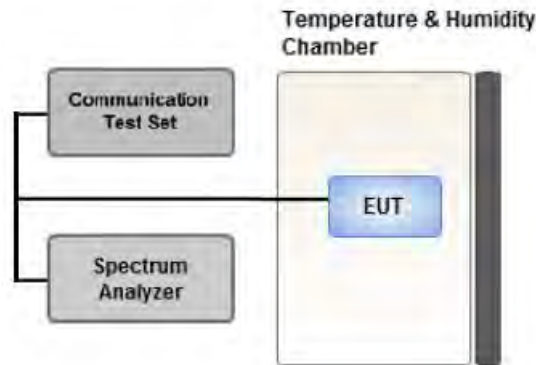 Temperature & Humidity
Chamber
Communication
Test Set
EUT
Spectrum
Analyzer